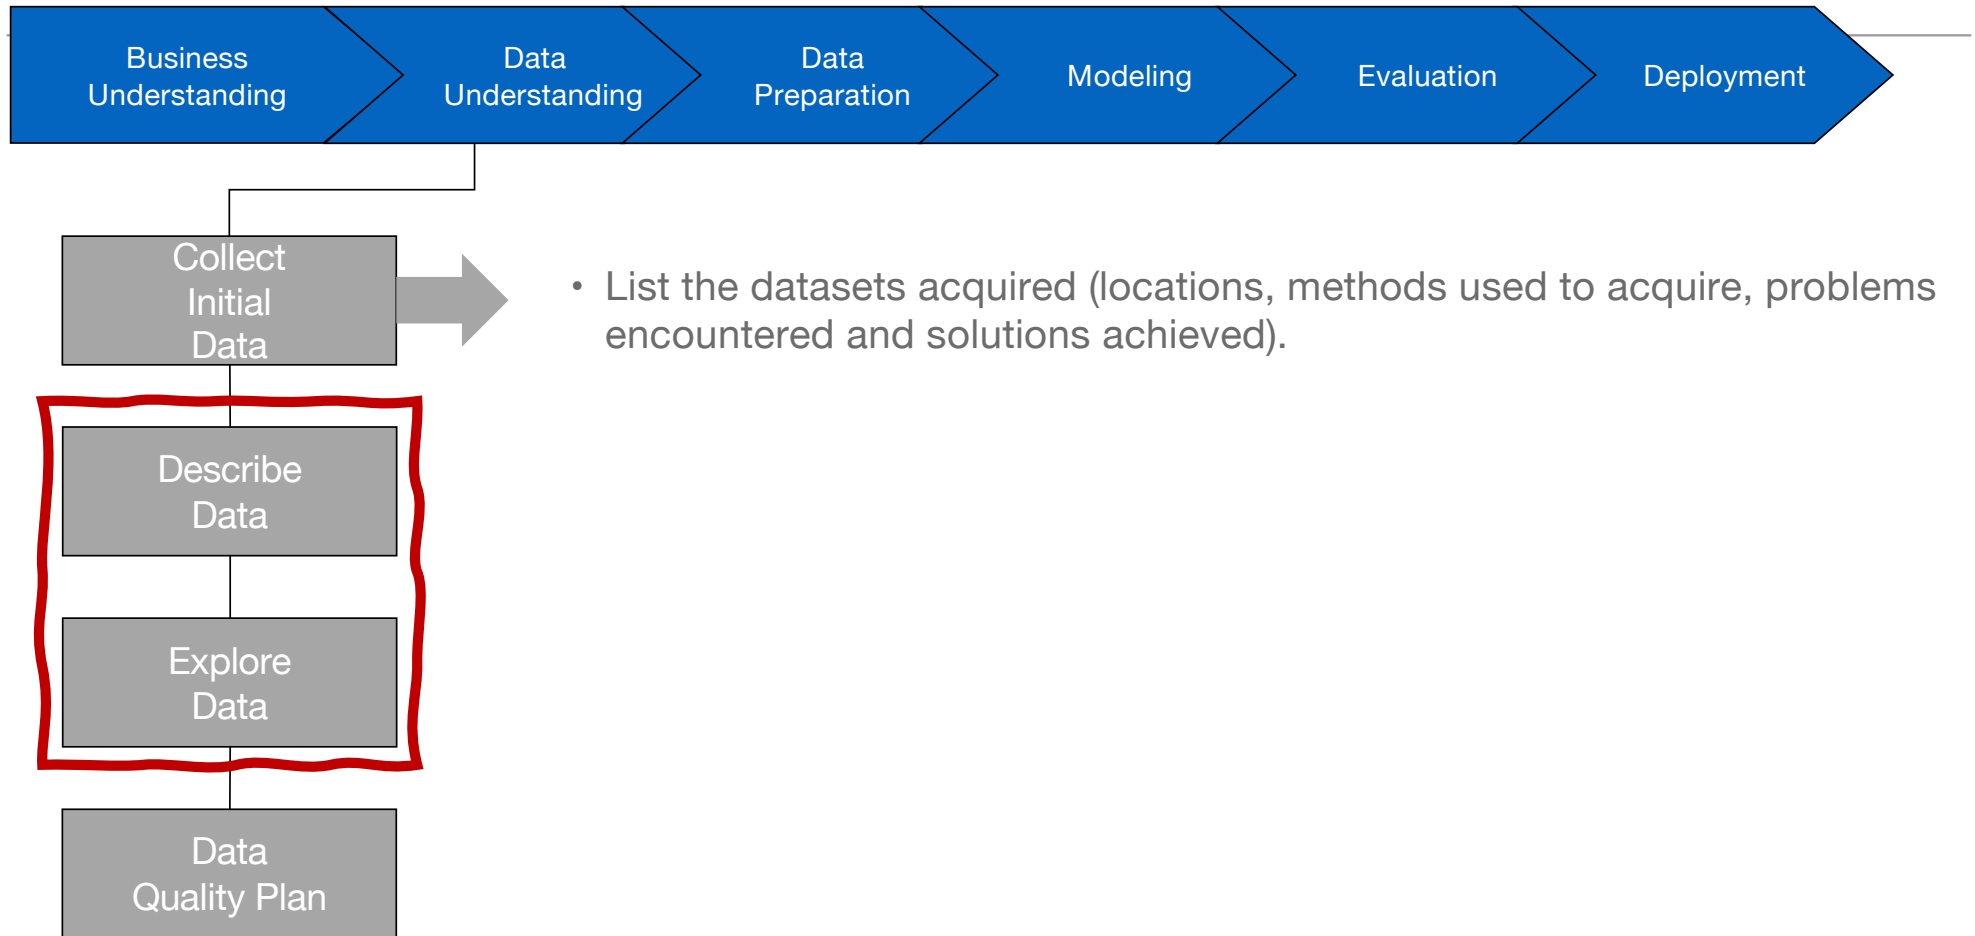 Business
Understanding
Data
Understanding
Data
Preparation
Modeling
Evaluation
Deployment
Collect
Initial
Data
• List the datasets acquired (locations, methods used to acquire, problems
encountered and solutions achieved).
Describe
Data
Explore
Data
Data
Quality Plan